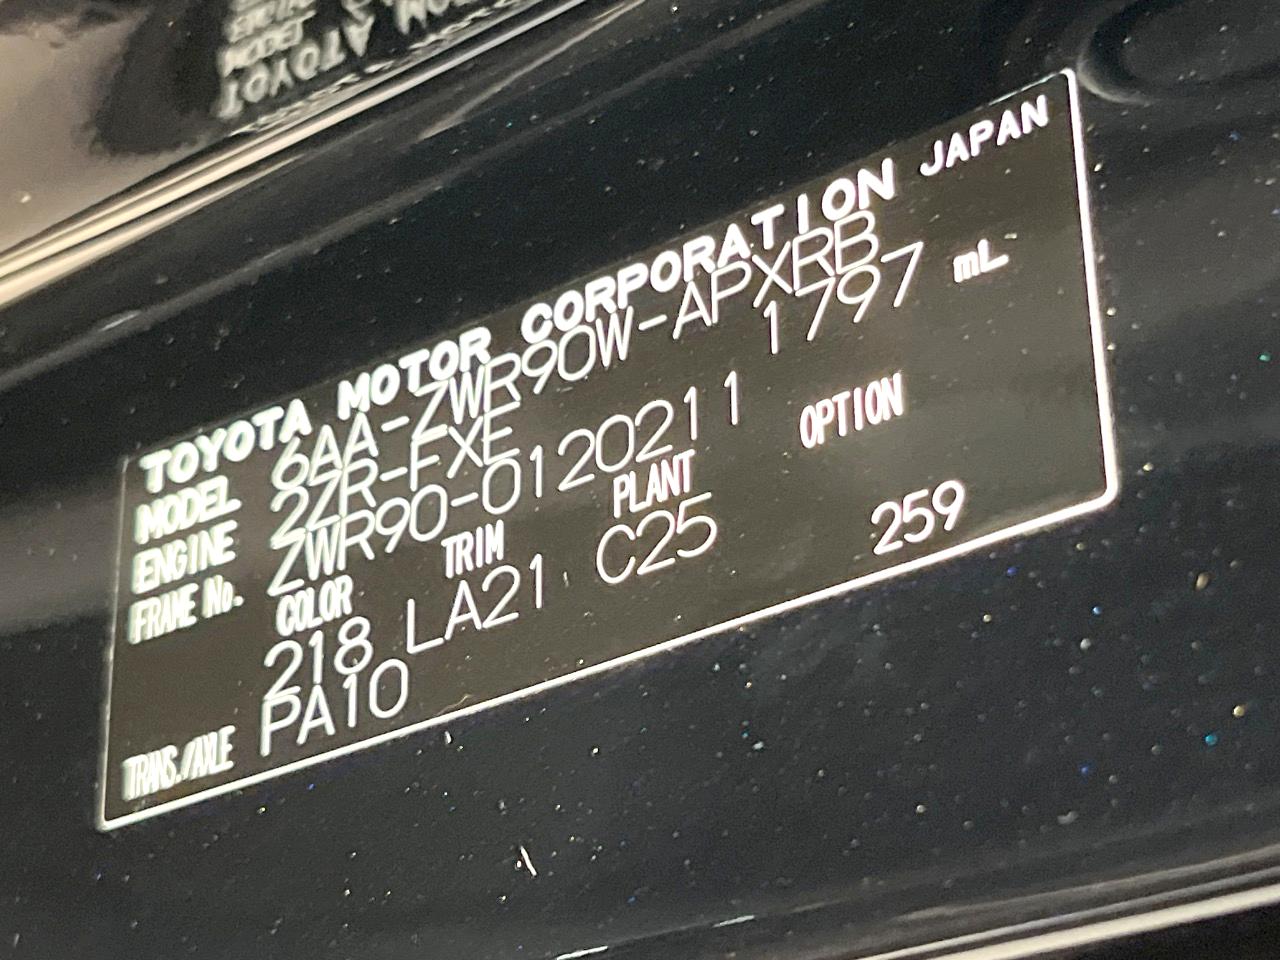 TOYOTA MOTOR CORPORATION JAPAN
MODEL 6AA-ZWR90W-APXRB
ENGINE 2ZR-FXE 1797 mL
FRAME No. ZWR90-0120211
COLOR TRIM PLANT OPTION
218 LA21 C25 259
TRANS./AXLE PA10